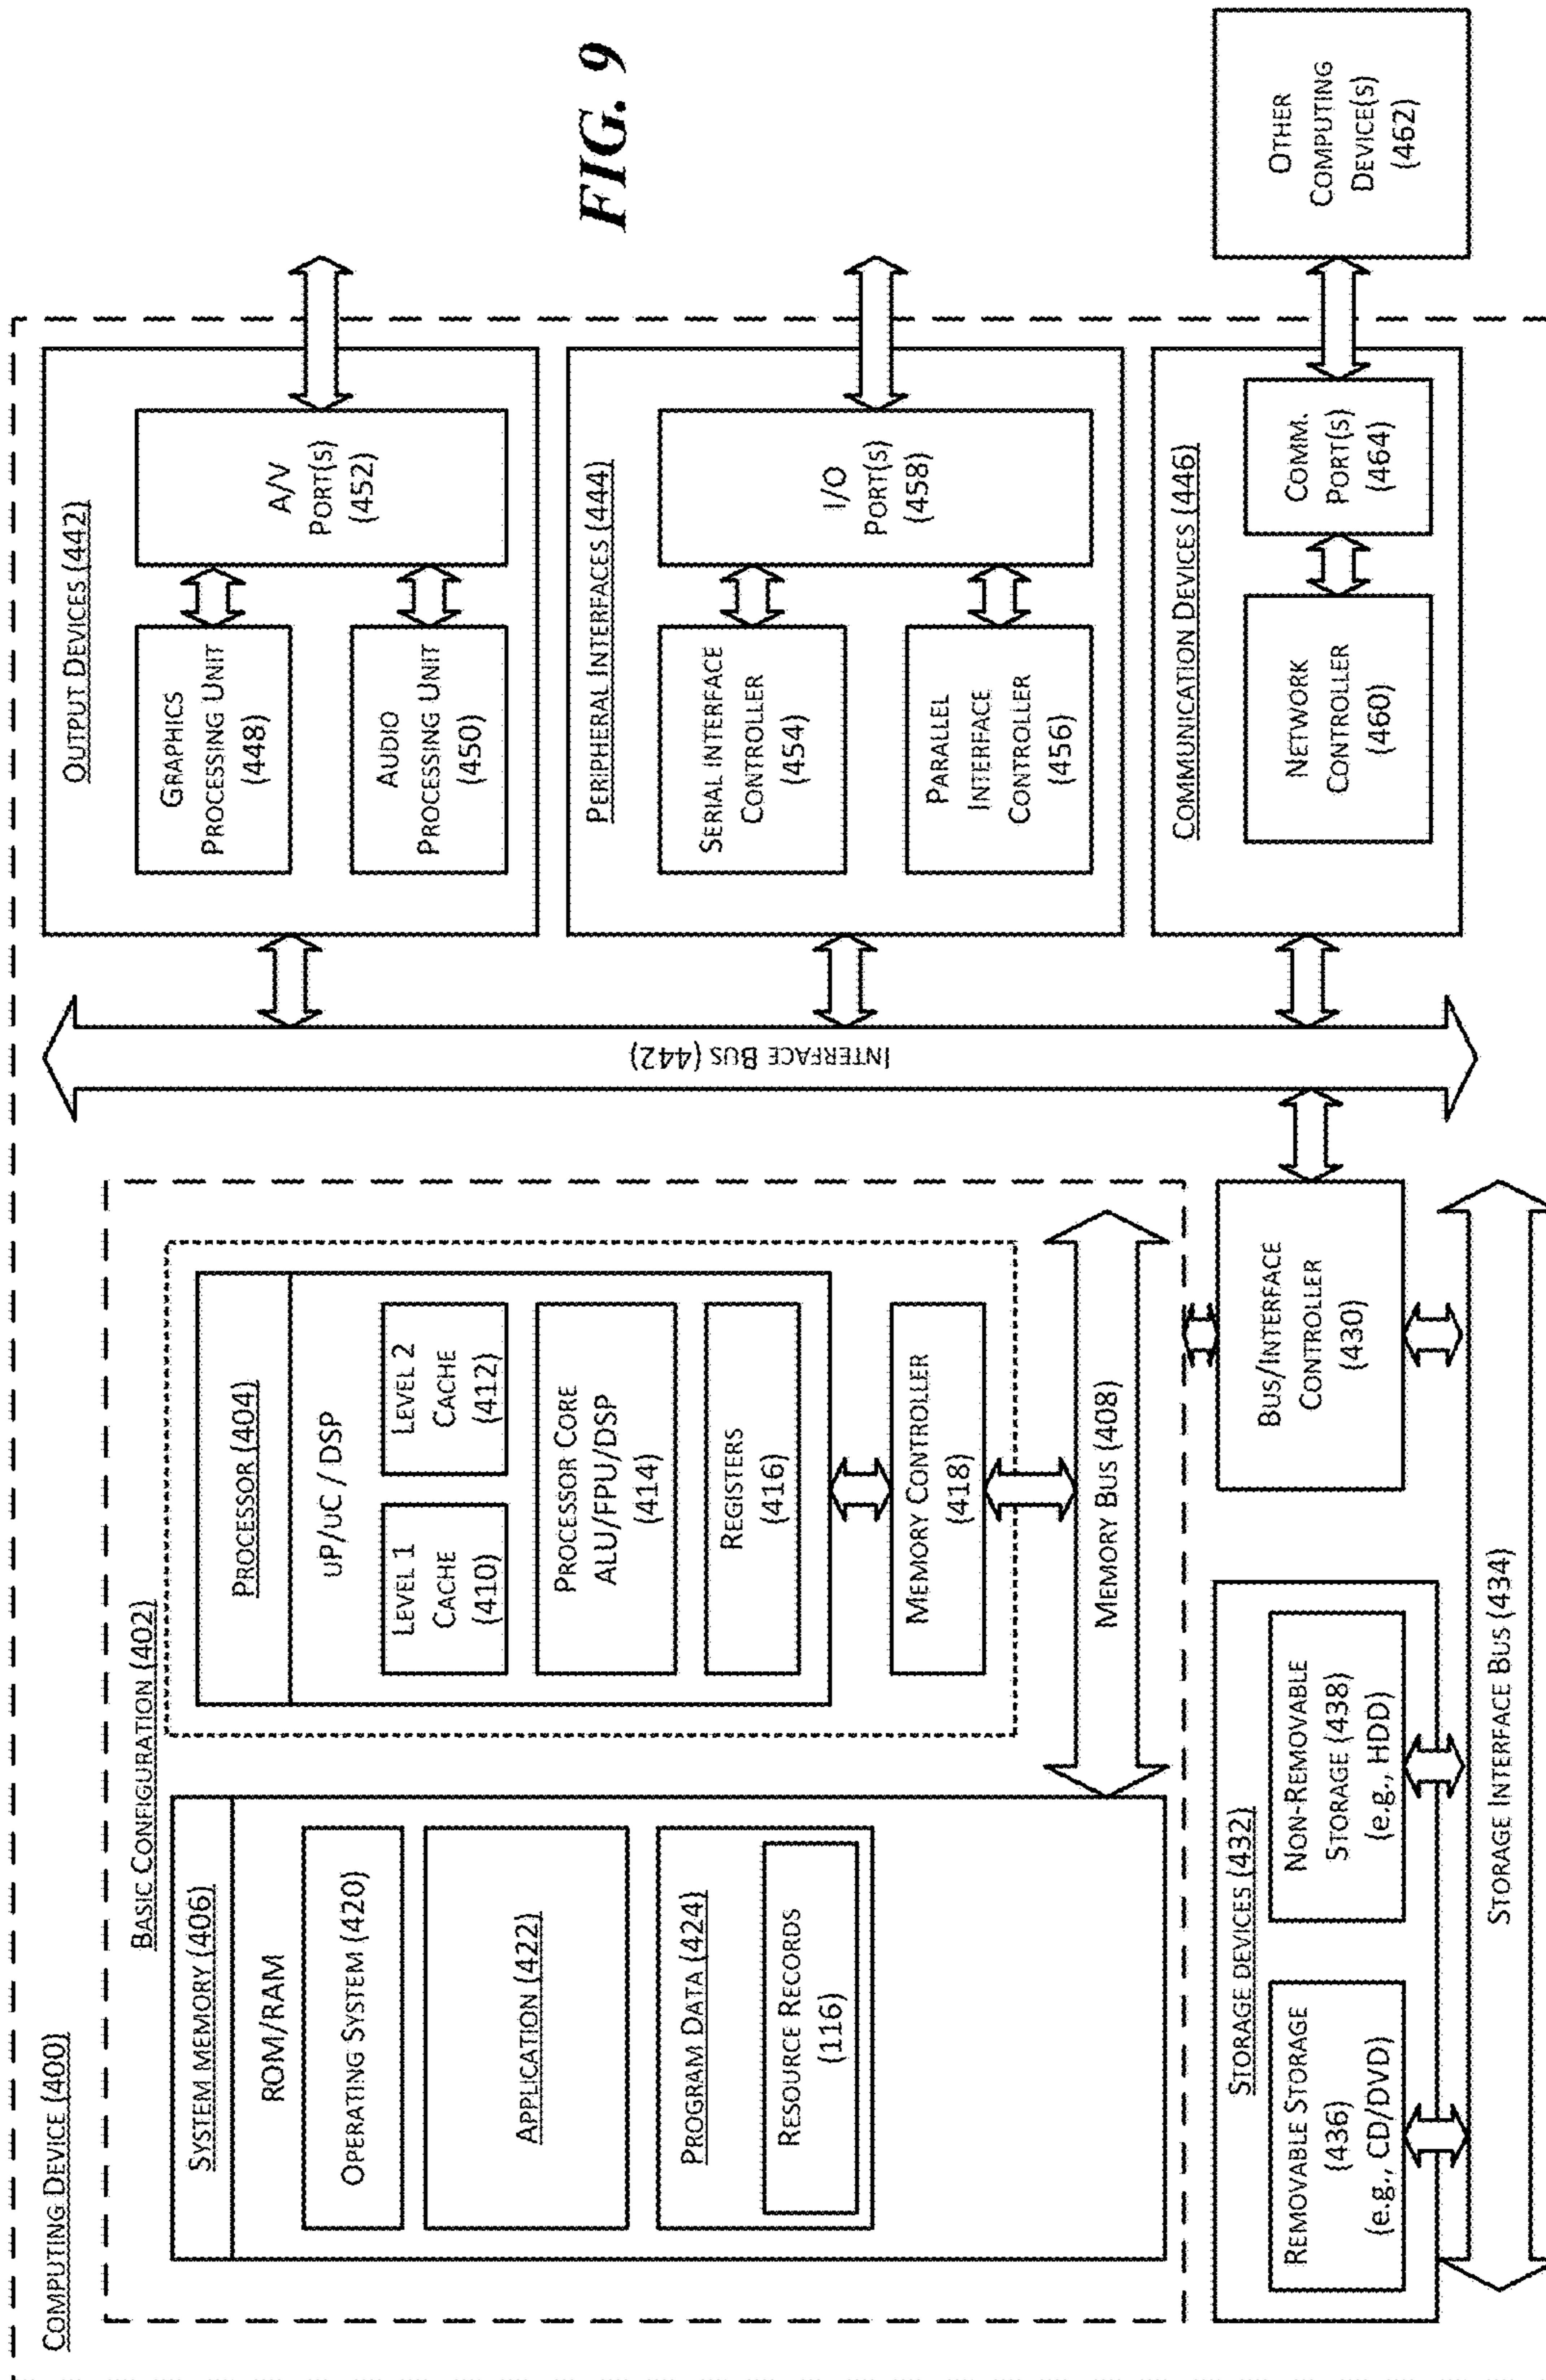 COMPUTING DEVICE (400)
BASIC CONFIGURATION (402)
SYSTEM MEMORY (406)
ROM/RAM
OPERATING SYSTEM (420)
APPLICATION (422)
PROGRAM DATA (424)
RESOURCE RECORDS
(116)
PROCESSOR (404)
uP/uC / DSP
LEVEL 1
CACHE
(410)
LEVEL 2
CACHE
(412)
PROCESSOR CORE
ALU/FPU/DSP
(414)
REGISTERS
(416)
MEMORY CONTROLLER
(418)
MEMORY BUS (408)
BUS/INTERFACE
CONTROLLER
(430)
STORAGE DEVICES (432)
REMOVABLE STORAGE
(436)
(e.g., CD/DVD)
NON-REMOVABLE
STORAGE (438)
(e.g., HDD)
STORAGE INTERFACE BUS (434)
INTERFACE BUS (442)
OUTPUT DEVICES (442)
GRAPHICS
PROCESSING UNIT
(448)
AUDIO
PROCESSING UNIT
(450)
A/V
PORT(S)
(452)
PERIPHERAL INTERFACES (444)
SERIAL INTERFACE
CONTROLLER
(454)
PARALLEL
INTERFACE
CONTROLLER
(456)
I/O
PORT(S)
(458)
COMMUNICATION DEVICES (446)
NETWORK
CONTROLLER
(460)
COMM.
PORT(S)
(464)
OTHER
COMPUTING
DEVICE(S)
(462)
FIG. 9